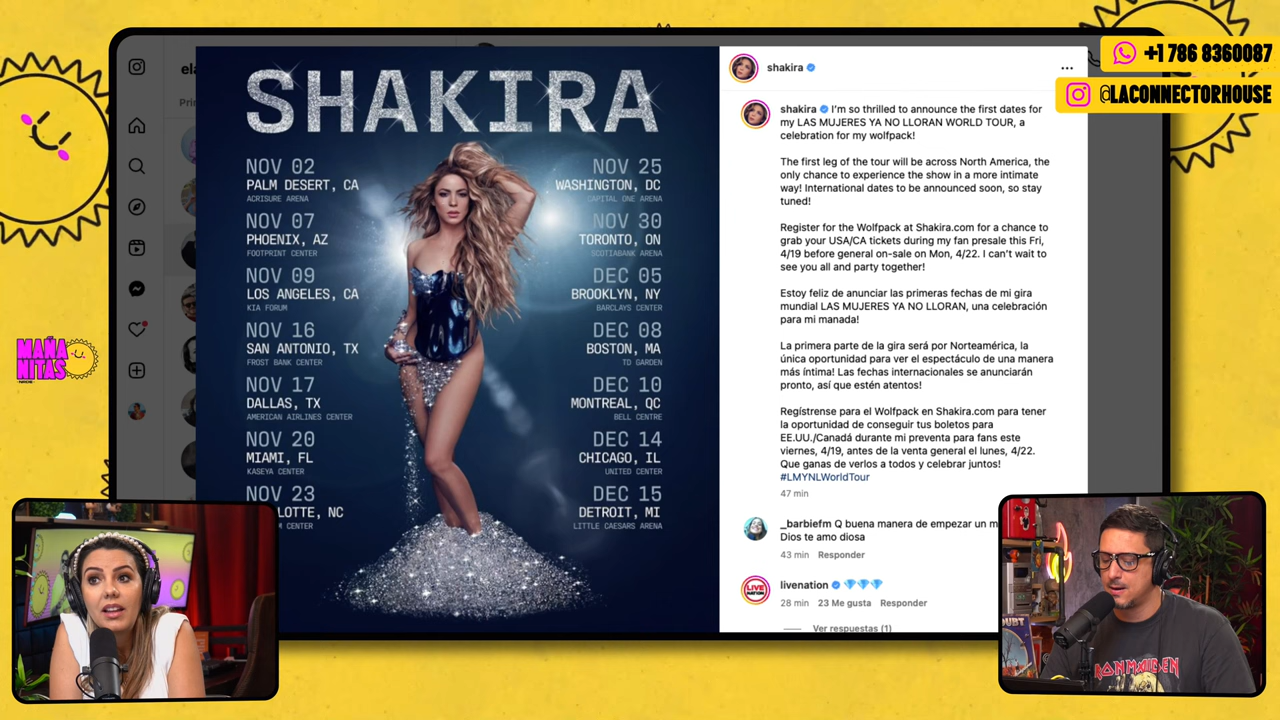 SHAKIRA
NOV 02
PALM DESERT, CA
ACRISURE ARENA
NOV 07
PHOENIX, AZ
FOOTPRINT CENTER
NOV 09
LOS ANGELES, CA
KIA FORUM
NOV 16
SAN ANTONIO, TX
FROST BANK CENTER
NOV 17
DALLAS, TX
AMERICAN AIRLINES CENTER
NOV 20
MIAMI, FL
KASEYA CENTER
NOV 23
LOTTE, NC
CENTER
NOV 25
WASHINGTON, DC
CAPITAL ONE ARENA
NOV 30
TORONTO, ON
SCOTIABANK ARENA
DEC 05
BROOKLYN, NY
BARCLAYS CENTER
DEC 08
BOSTON, MA
TD GARDEN
DEC 10
MONTREAL, QC
BELL CENTRE
DEC 14
CHICAGO, IL
UNITED CENTER
DEC 15
DETROIT, MI
LITTLE CAESARS ARENA
shakira
shakira I'm so thrilled to announce the first dates for
my LAS MUJERES YA NO LLORAN WORLD TOUR, a
celebration for my wolfpack!
The first leg of the tour will be across North America, the
only chance to experience the show in a more intimate
way! International dates to be announced soon, so stay
tuned!
Register for the Wolfpack at Shakira.com for a chance to
grab your USA/CA tickets during my fan presale this Fri,
4/19 before general on-sale on Mon, 4/22. I can't wait to
see you all and party together!
Estoy feliz de anunciar las primeras fechas de mi gira
mundial LAS MUJERES YA NO LLORAN, una celebración
para mi manada!
La primera parte de la gira será por Norteamérica, la
única oportunidad para ver el espectáculo de una manera
más íntima! Las fechas internacionales se anunciarán
pronto, así que estén atentos!
Regístrense para el Wolfpack en Shakira.com para tener
la oportunidad de conseguir tus boletos para
EE.UU./Canadá durante mi preventa para fans este
viernes, 4/19, antes de la venta general el lunes, 4/22.
Que ganas de verlos a todos y celebrar juntos!
#LMYNLWorldTour
47 min
_barbiefm Q buena manera de empezar un
Dios te amo diosa
43 min Responder
livenation 💎💎💎
28 min 23 Me gusta Responder
Ver respuestas (1)
+1 786 8360087
@LACONNECTORHOUSE
MAÑA
NITAS
IRON MAIDEN